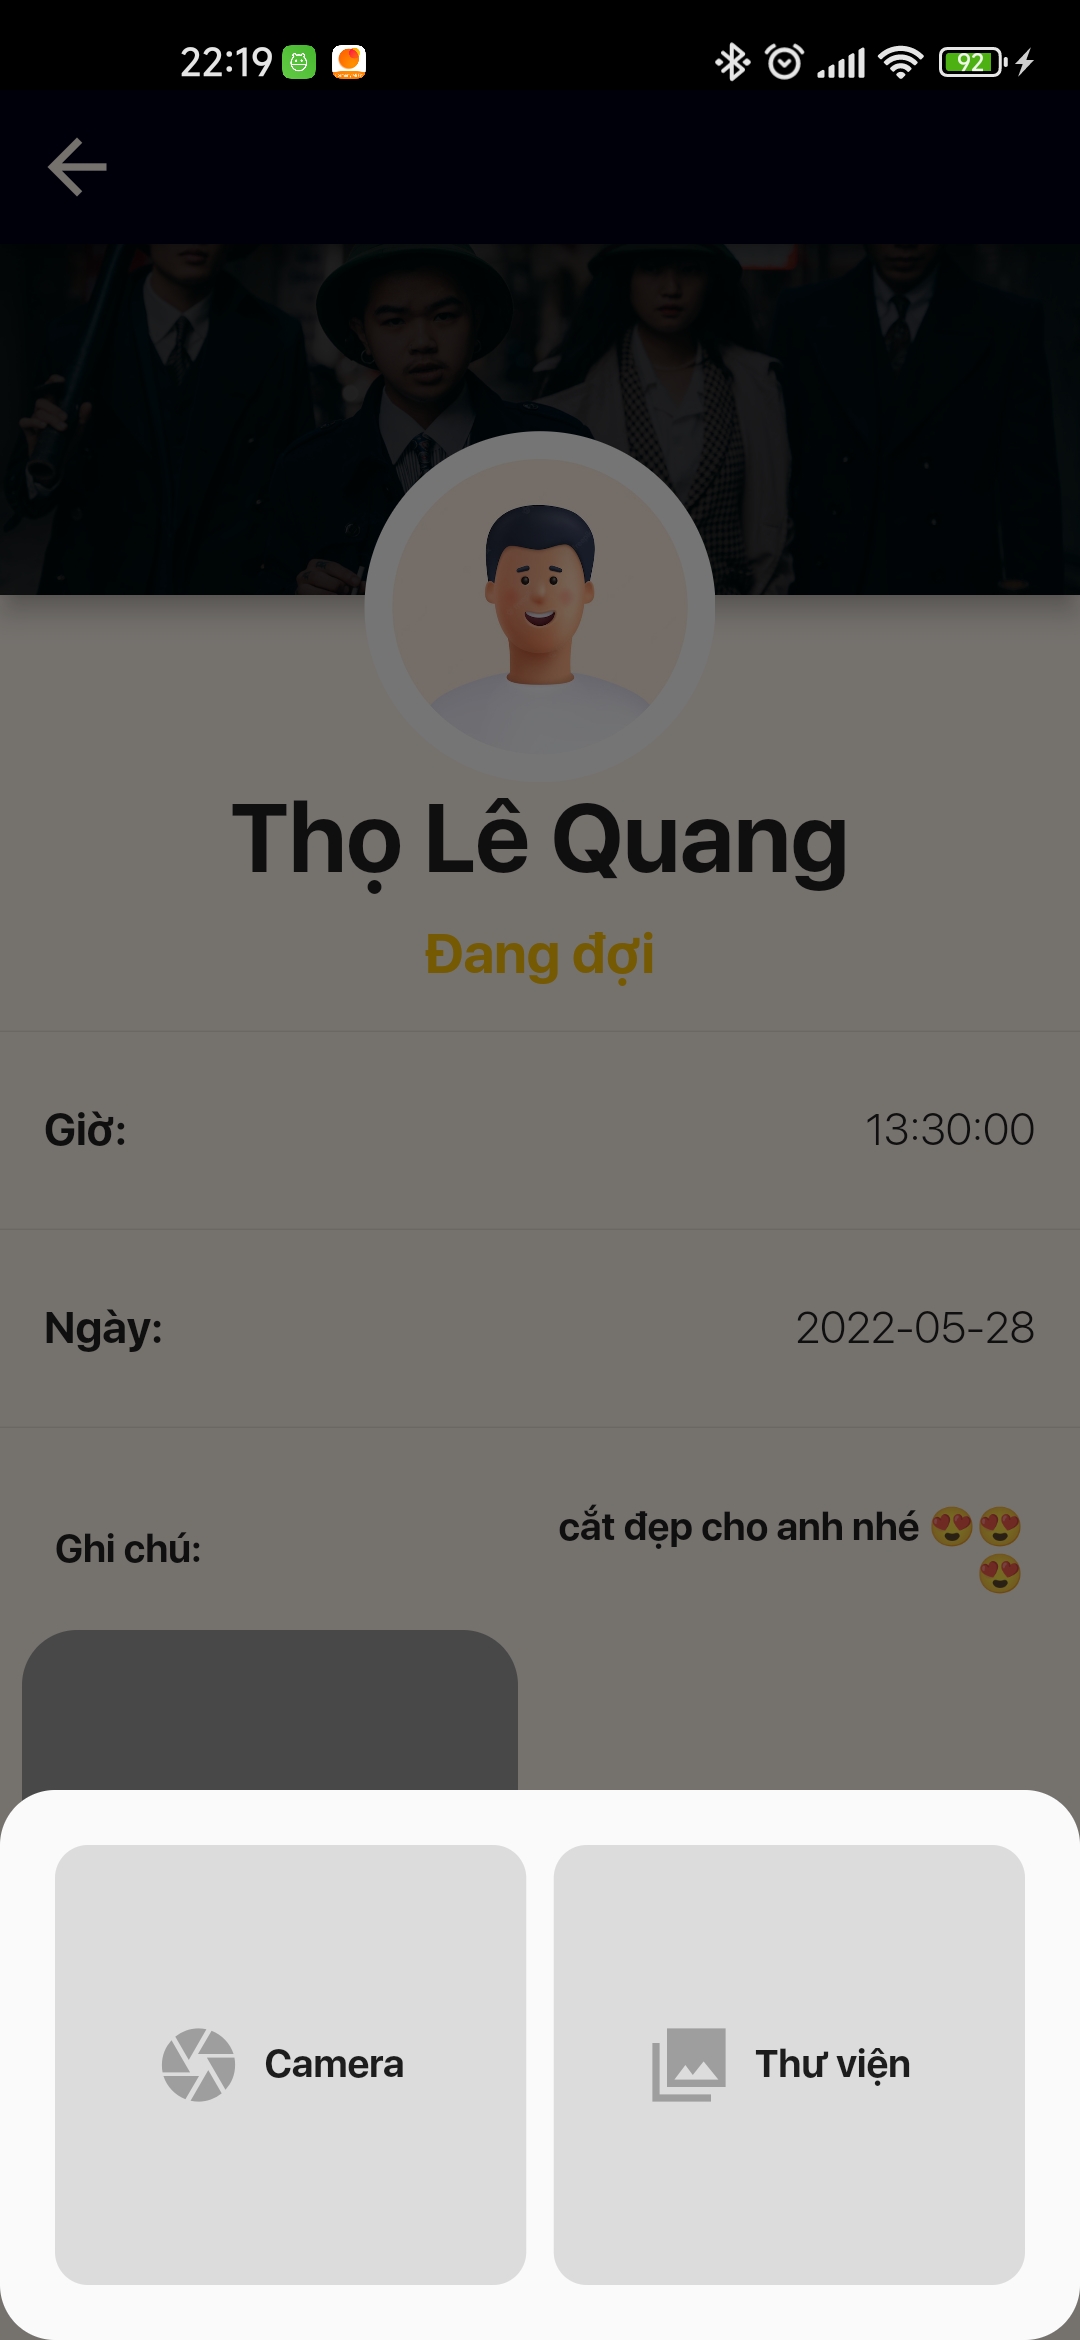 22:19
92
Thọ Lê Quang
Đang đợi
Giờ: 13:30:00
Ngày: 2022-05-28
Ghi chú: cắt đẹp cho anh nhé 😍😍
😍
Camera
Thư viện